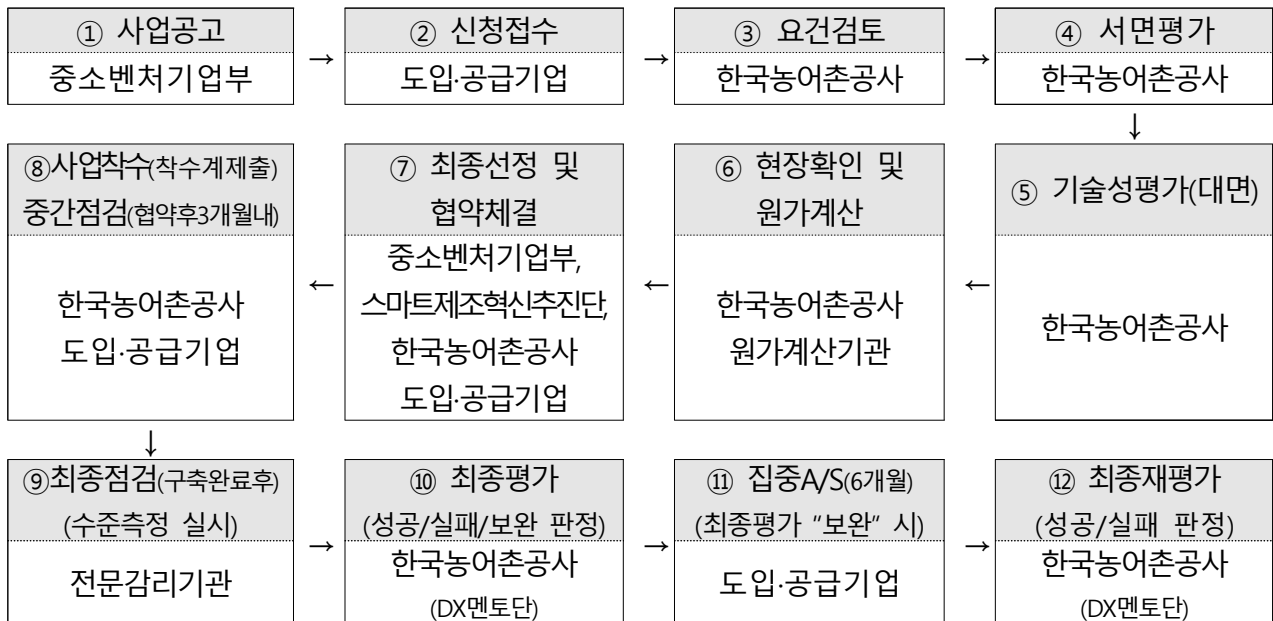 ① 사업공고
중소벤처기업부
→
② 신청접수
도입·공급기업
→
③ 요건검토
한국농어촌공사
→
④ 서면평가
한국농어촌공사
↓
⑤ 기술성평가(대면)
한국농어촌공사
←
⑥ 현장확인 및
원가계산
한국농어촌공사
원가계산기관
←
⑦ 최종선정 및
협약체결
중소벤처기업부,
스마트제조혁신추진단,
한국농어촌공사
도입·공급기업
←
⑧사업착수(착수계제출)
중간점검(협약후3개월내)
한국농어촌공사
도입·공급기업
↓
⑨최종점검(구축완료후)
(수준측정 실시)
전문감리기관
→
⑩ 최종평가
(성공/실패/보완 판정)
한국농어촌공사
(DX멘토단)
→
⑪ 집중A/S(6개월)
(최종평가 “보완” 시)
도입·공급기업
→
⑫ 최종재평가
(성공/실패 판정)
한국농어촌공사
(DX멘토단)